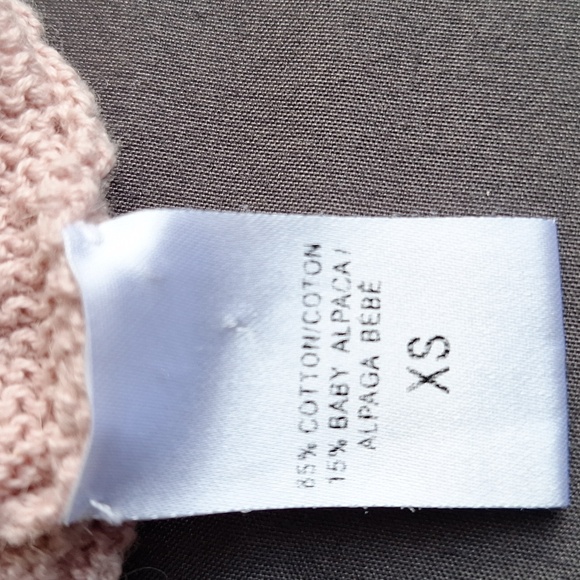 85% COTTON/COTON
15% BABY ALPACA/
ALPAGA BÉBÉ
XS